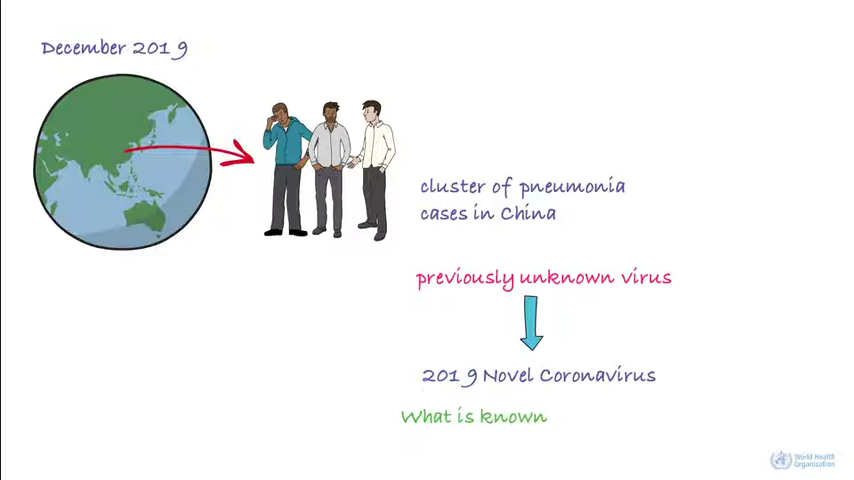 December 2019
cluster of pneumonia
cases in China
previously unknown virus
2019 Novel Coronavirus
What is known
World Health
Organization